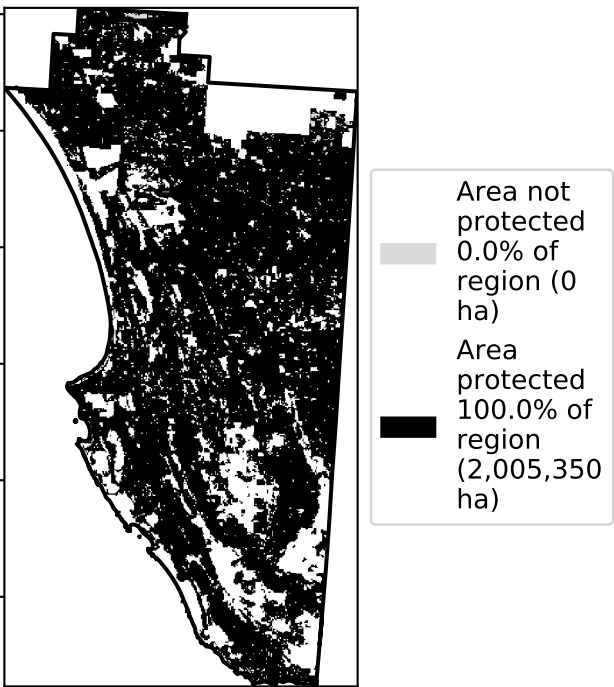 Area not
protected
0.0% of
region (0
ha)
Area
protected
100.0% of
region
(2,005,350
ha)